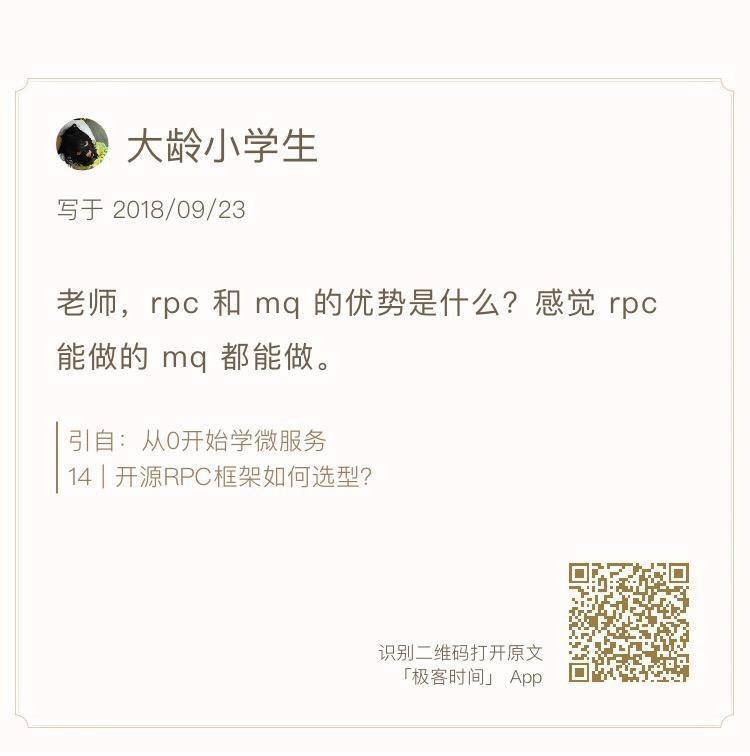 大龄小学生
写于 2018/09/23
老师，rpc 和 mq 的优势是什么？感觉 rpc
能做的 mq 都能做。
引自：从0开始学微服务
14 | 开源RPC框架如何选型？
识别二维码打开原文
「极客时间」 App